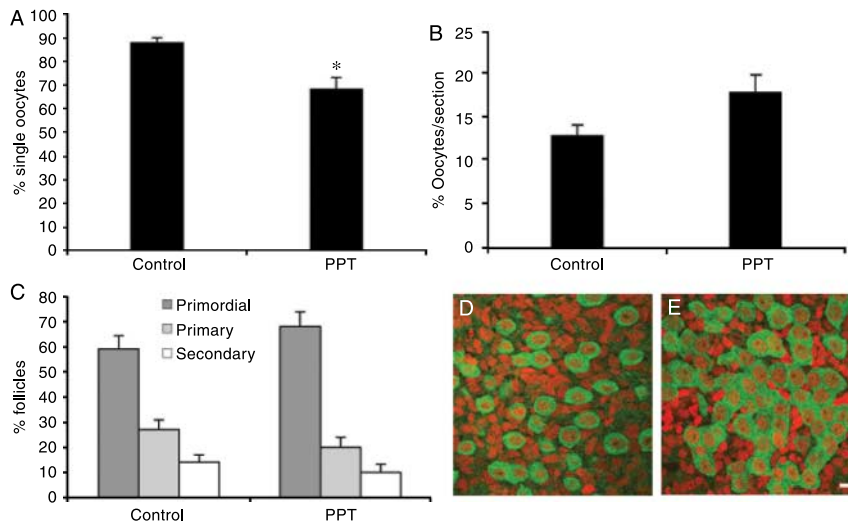 A
% single oocytes
100
90
80
70
60
50
40
30
20
10
0
*
Control
PPT
B
% Oocytes/section
25
20
15
10
5
0
Control
PPT
C
% follicles
80
70
60
50
40
30
20
10
0
Primordial
Primary
Secondary
Control
PPT
D
E